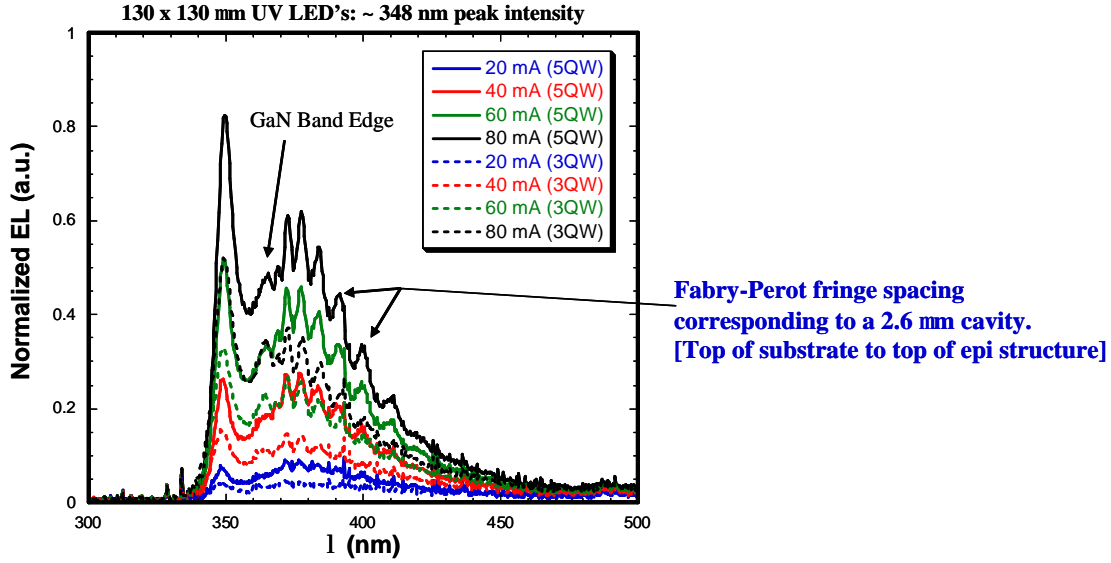 130 x 130 mm UV LED's: ~ 348 nm peak intensity
1
0.8
0.6
0.4
0.2
0
Normalized EL (a.u.)
20 mA (5QW)
40 mA (5QW)
60 mA (5QW)
80 mA (5QW)
20 mA (3QW)
40 mA (3QW)
60 mA (3QW)
80 mA (3QW)
GaN Band Edge
Fabry-Perot fringe spacing
corresponding to a 2.6 mm cavity.
[Top of substrate to top of epi structure]
300 350 400 450 500
l (nm)